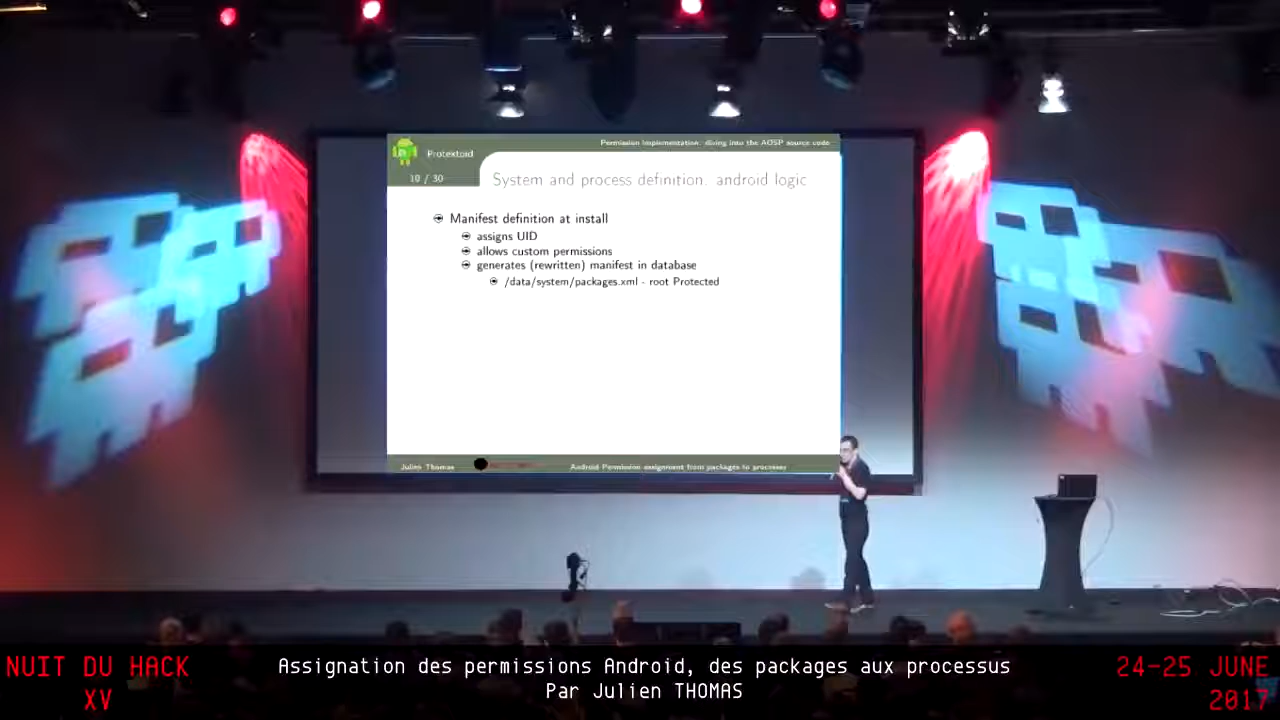 Permission Implementation: diving into the AOSP source code
Protextoid
10 / 30
System and process definition. android logic
Manifest definition at install
assigns UID
allows custom permissions
generates (rewritten) manifest in database
/data/system/packages.xml - root Protected
Julien Thomas
Android Permission assignment from packages to processes
NUIT DU HACK
XV
Assignation des permissions Android, des packages aux processus
Par Julien THOMAS
24-25 JUNE
2017